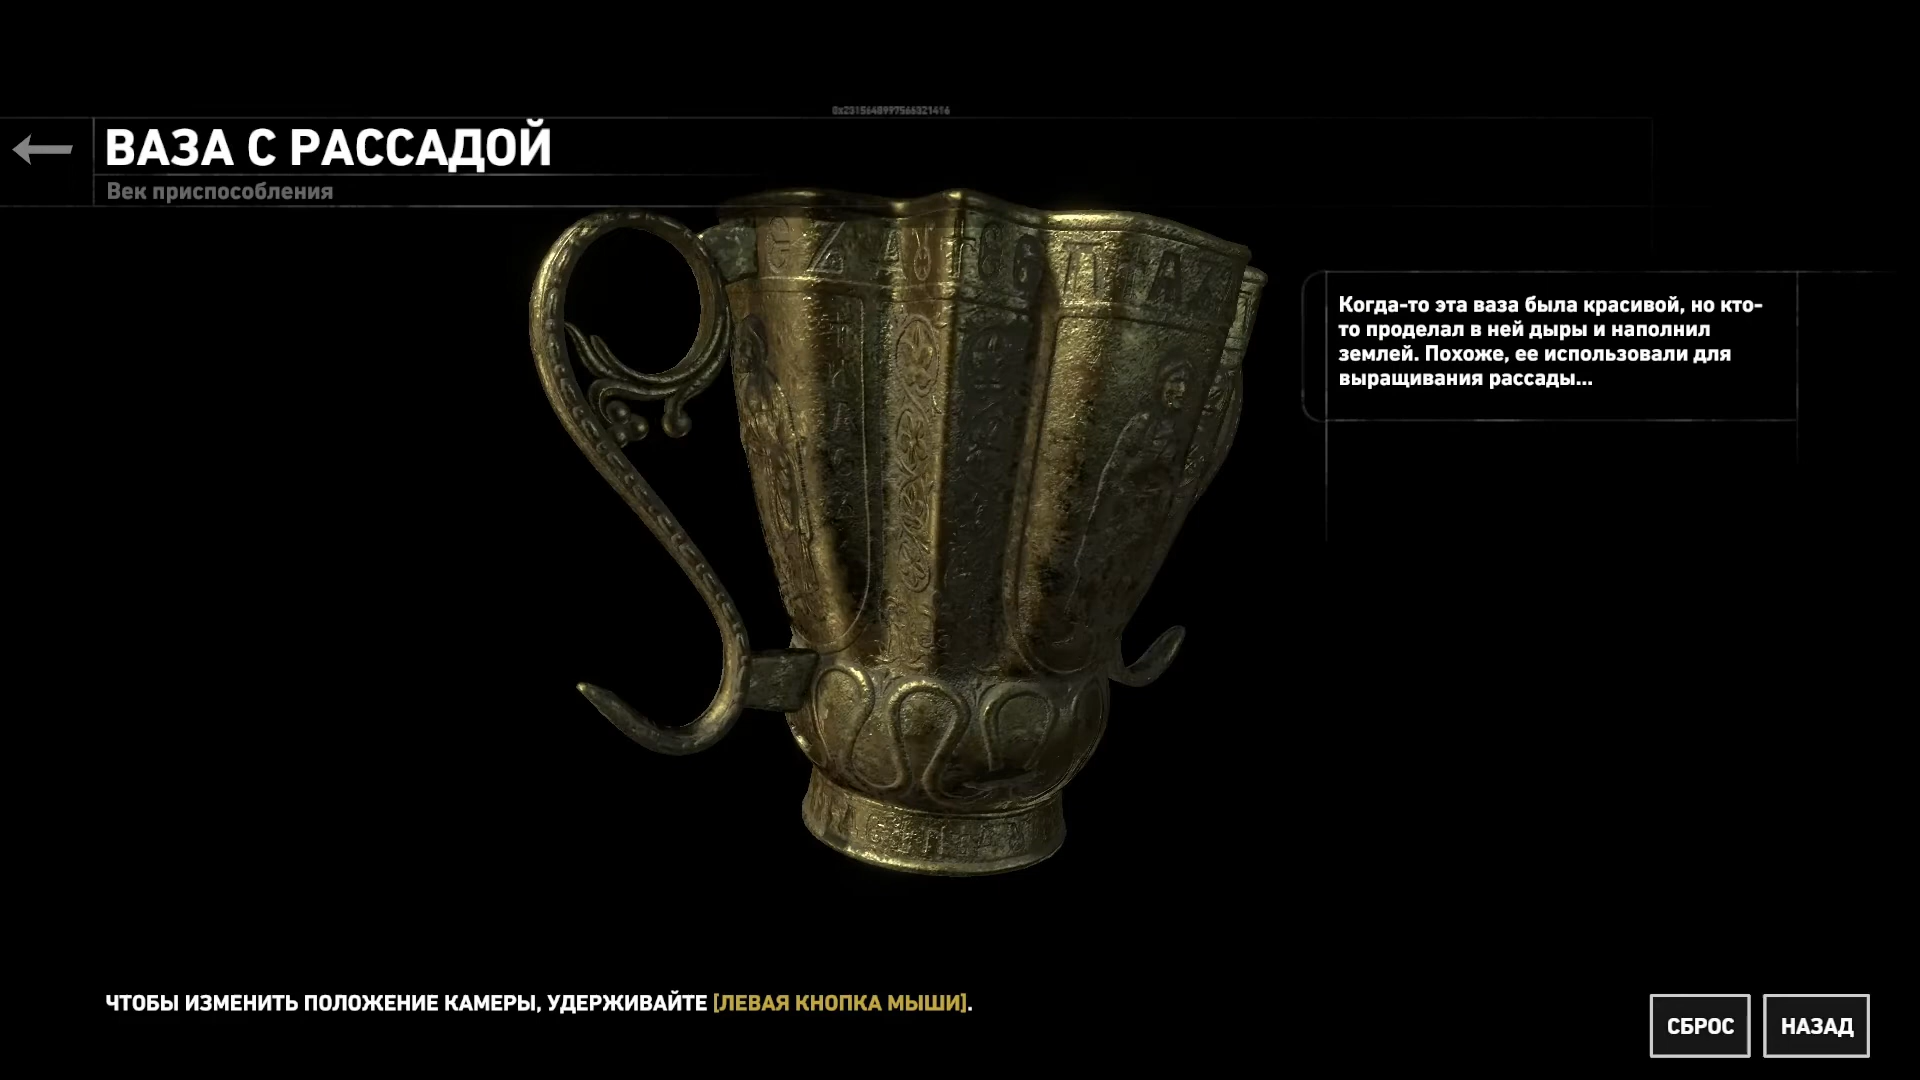 0x2315648997566321416
ВАЗА С РАССАДОЙ
Век приспособления
Когда-то эта ваза была красивой, но кто-
то проделал в ней дыры и наполнил
землей. Похоже, ее использовали для
выращивания рассады...
ЧТОБЫ ИЗМЕНИТЬ ПОЛОЖЕНИЕ КАМЕРЫ, УДЕРЖИВАЙТЕ [ЛЕВАЯ КНОПКА МЫШИ].
СБРОС
НАЗАД